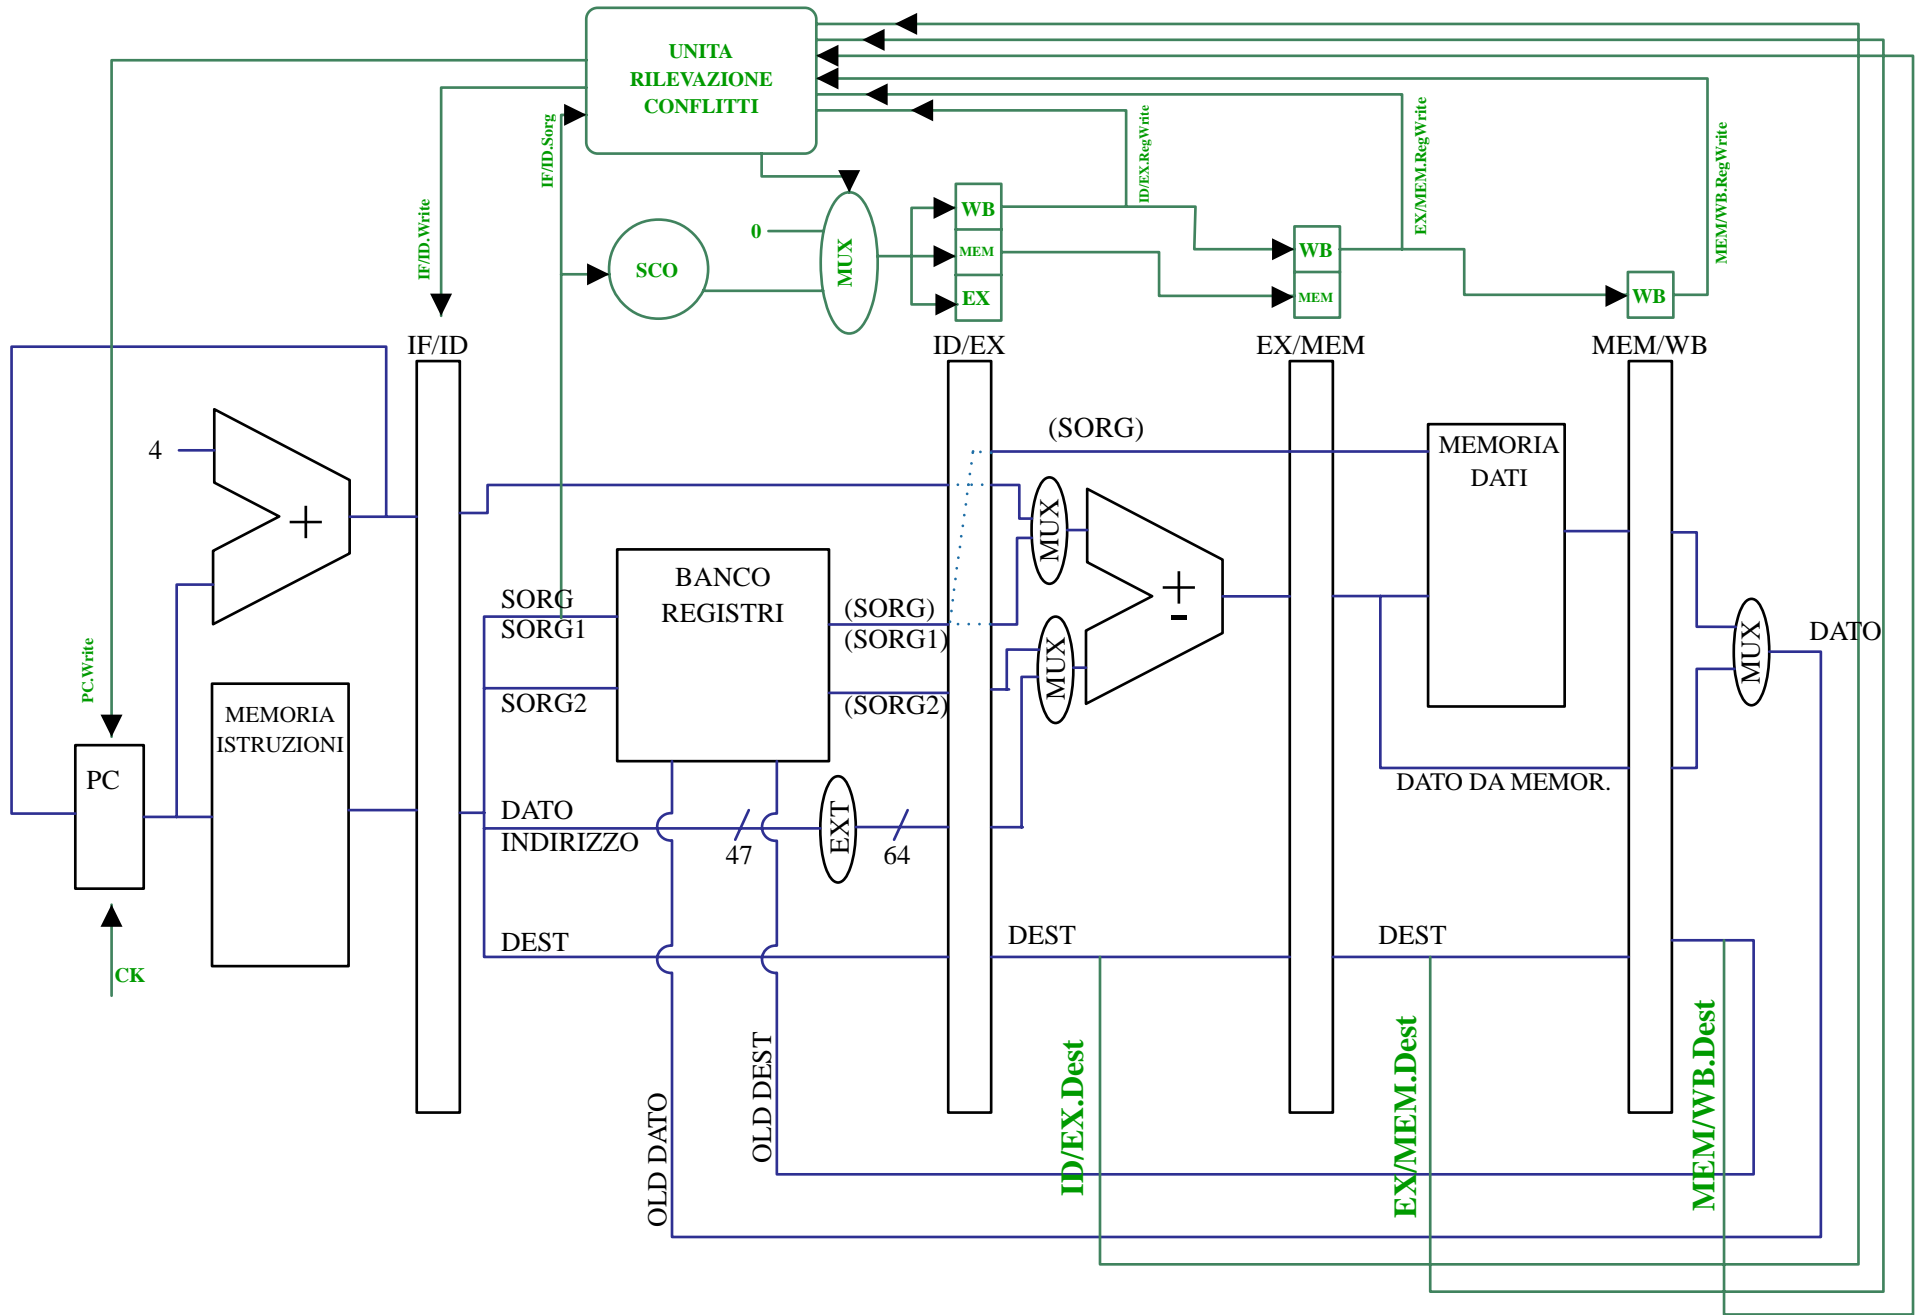 UNITA
RILEVAZIONE
CONFLITTI
IF/ID.Sorg
ID/EX.RegWrite
EX/MEM.RegWrite
MEM/WB.RegWrite
IF/ID.Write
PC.Write
0
SCO
MUX
WB
MEM
EX
WB
MEM
WB
IF/ID
ID/EX
EX/MEM
MEM/WB
4
+
(SORG)
MEMORIA
DATI
MUX
BANCO
REGISTRI
SORG
SORG1
SORG2
(SORG)
(SORG1)
(SORG2)
MUX
+
-
MUX
DATO
MEMORIA
ISTRUZIONI
PC
DATO
INDIRIZZO
47
EXT
64
DATO DA MEMOR.
DEST
DEST
DEST
CK
OLD DATO
OLD DEST
ID/EX.Dest
EX/MEM.Dest
MEM/WB.Dest